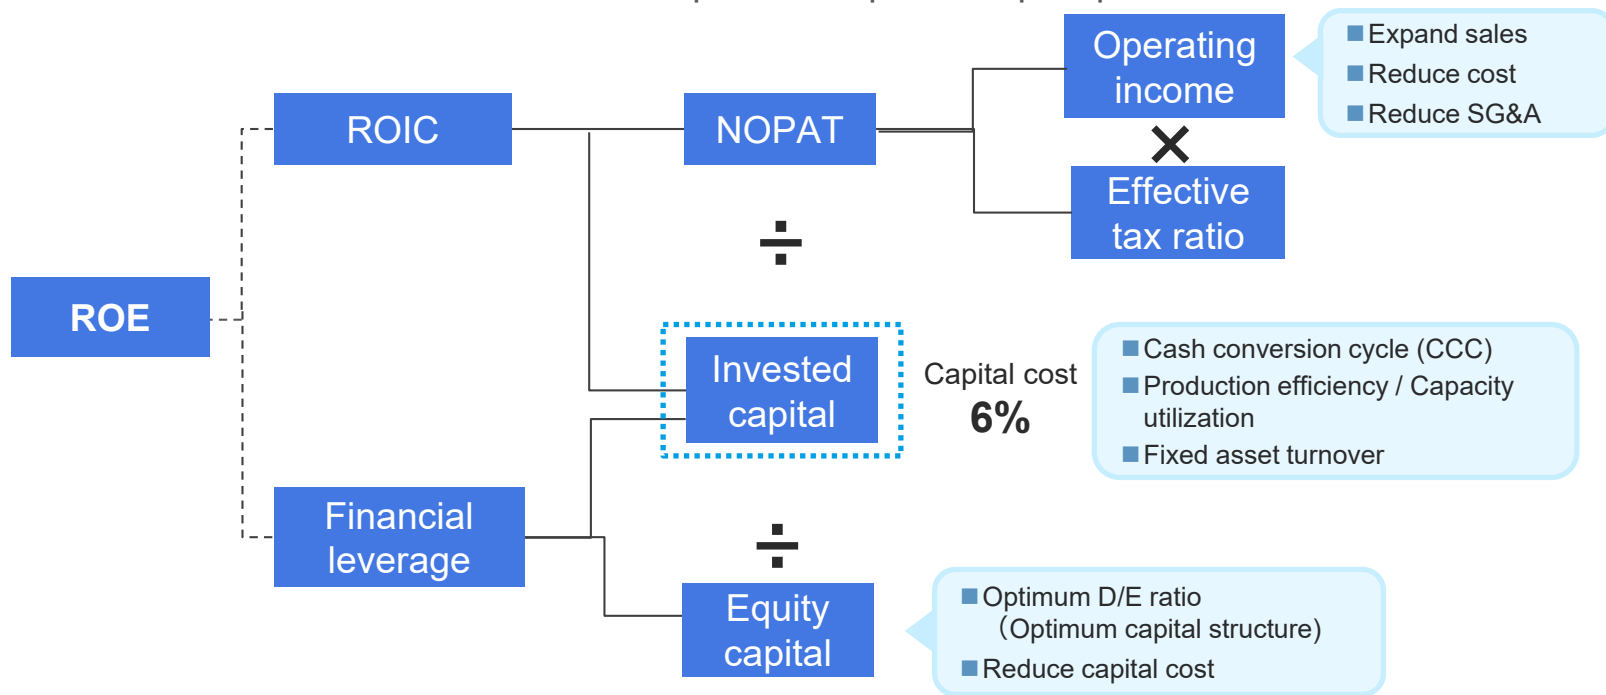 Operating
income
■ Expand sales
■ Reduce cost
■ Reduce SG&A
ROIC
NOPAT
×
Effective
tax ratio
÷
ROE
Invested
capital
Capital cost
6%
■ Cash conversion cycle (CCC)
■ Production efficiency / Capacity
utilization
■ Fixed asset turnover
Financial
leverage
÷
Equity
capital
■ Optimum D/E ratio
（Optimum capital structure)
■ Reduce capital cost